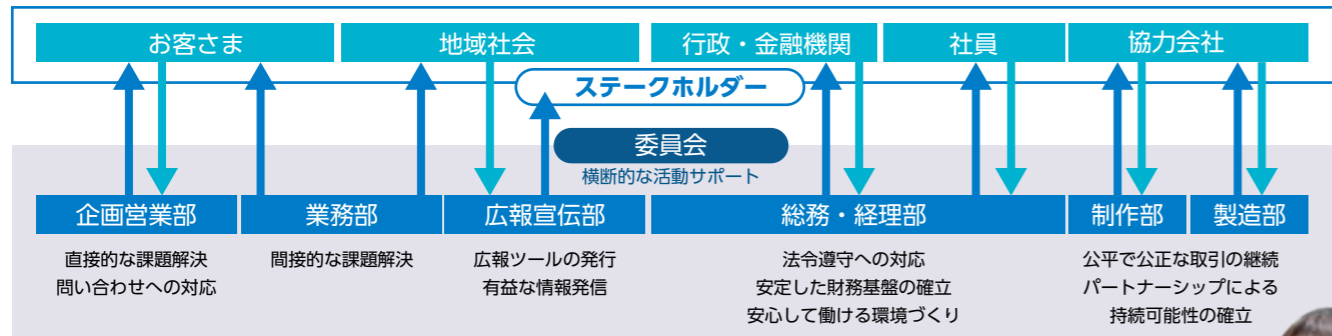 お客さま
地域社会
行政・金融機関
社員
協力会社
ステークホルダー
委員会
横断的な活動サポート
企画営業部
業務部
広報宣伝部
総務・経理部
制作部
製造部
直接的な課題解決
問い合わせへの対応
間接的な課題解決
広報ツールの発行
有益な情報発信
法令遵守への対応
安定した財務基盤の確立
安心して働ける環境づくり
公平で公正な取引の継続
パートナーシップによる
持続可能性の確立